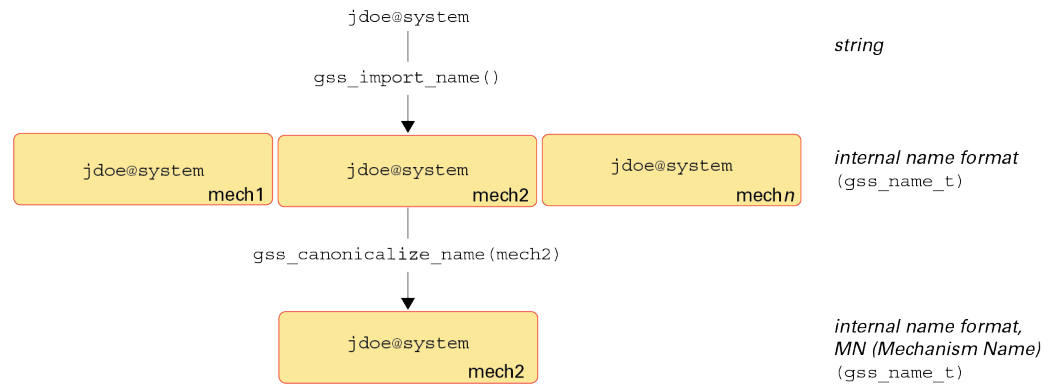 jdoe@system
string
gss_import_name()
jdoe@system
mech1
jdoe@system
mech2
jdoe@system
mechn
internal name format
(gss_name_t)
gss_canonicalize_name(mech2)
jdoe@system
mech2
internal name format,
MN (Mechanism Name)
(gss_name_t)